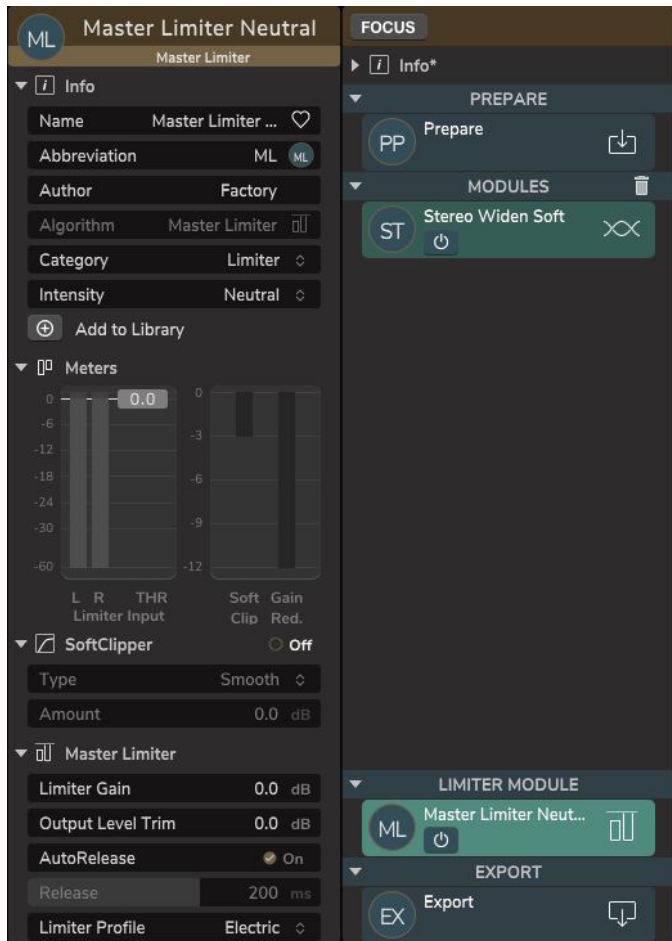 ML
Master Limiter Neutral
Master Limiter
i Info
Name Master Limiter ...
Abbreviation ML ML
Author Factory
Algorithm Master Limiter
Category Limiter
Intensity Neutral
Add to Library
Meters
0 0.0 0
-6
-3
-12
-18 -6
-24
-30 -9
-60 -12
L R THR Soft Gain
Limiter Input Clip Red.
SoftClipper Off
Type Smooth
Amount 0.0 dB
Master Limiter
Limiter Gain 0.0 dB
Output Level Trim 0.0 dB
AutoRelease On
Release 200 ms
Limiter Profile Electric
FOCUS
i Info*
PREPARE
PP Prepare
MODULES
ST Stereo Widen Soft
LIMITER MODULE
ML Master Limiter Neut...
EXPORT
EX Export